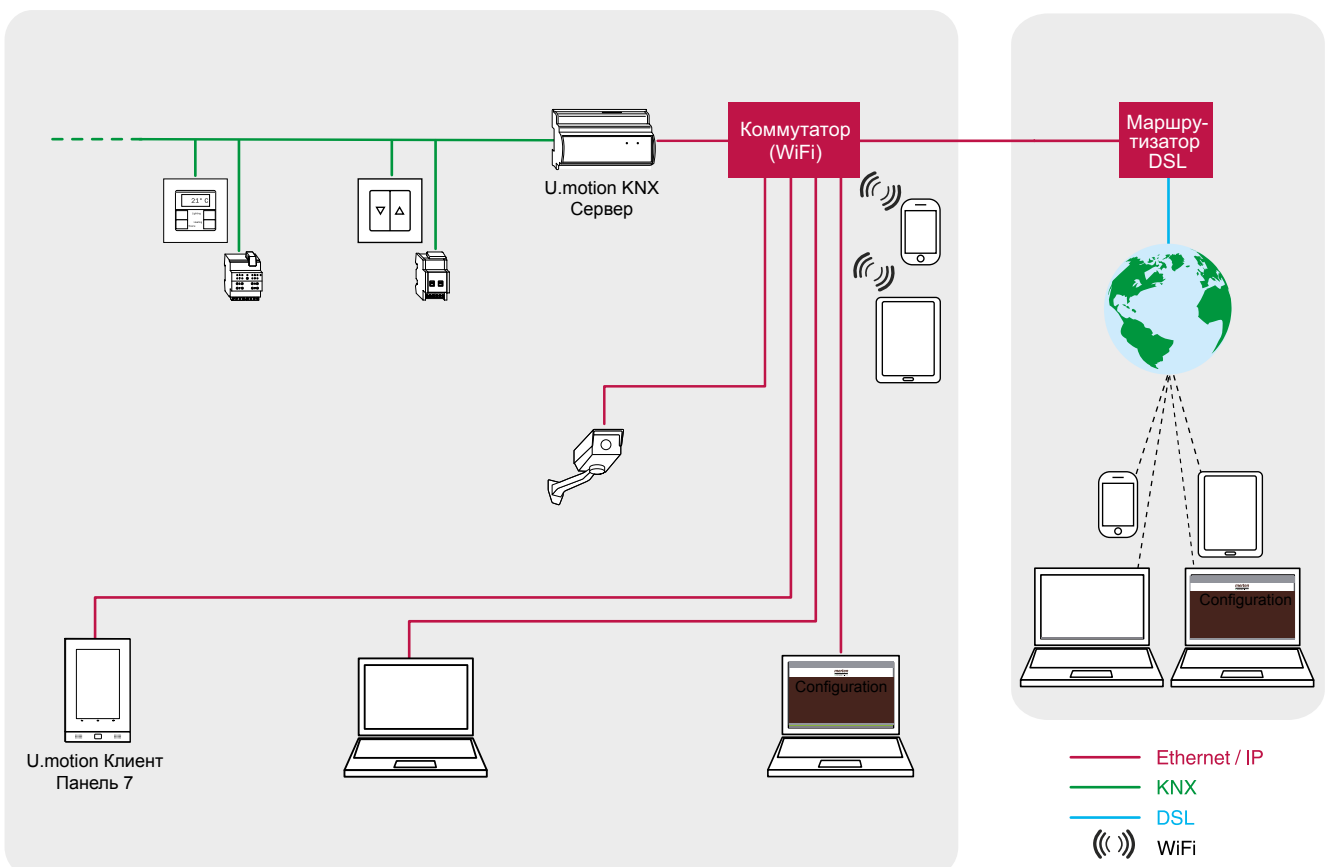 Коммутатор
(WiFi)
Маршру-
тизатор
DSL
U.motion KNX
Сервер
21°C
Configuration
Configuration
U.motion Клиент
Панель 7
Ethernet / IP
KNX
DSL
WiFi